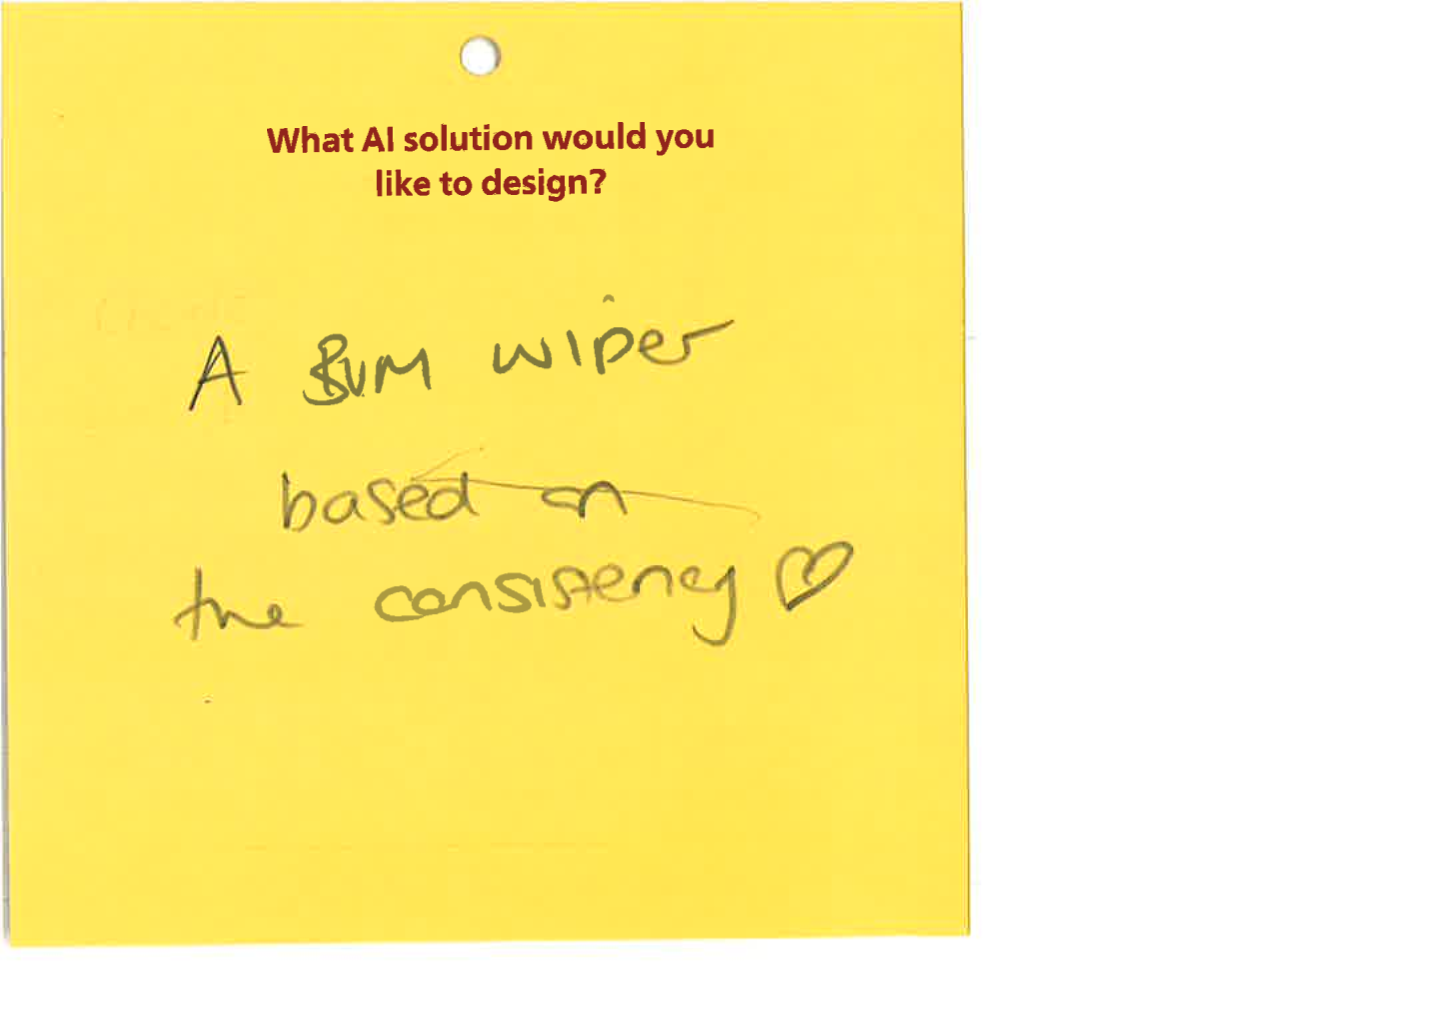 What AI solution would you
like to design?
A BUM wiper
based on
the consistency ♡